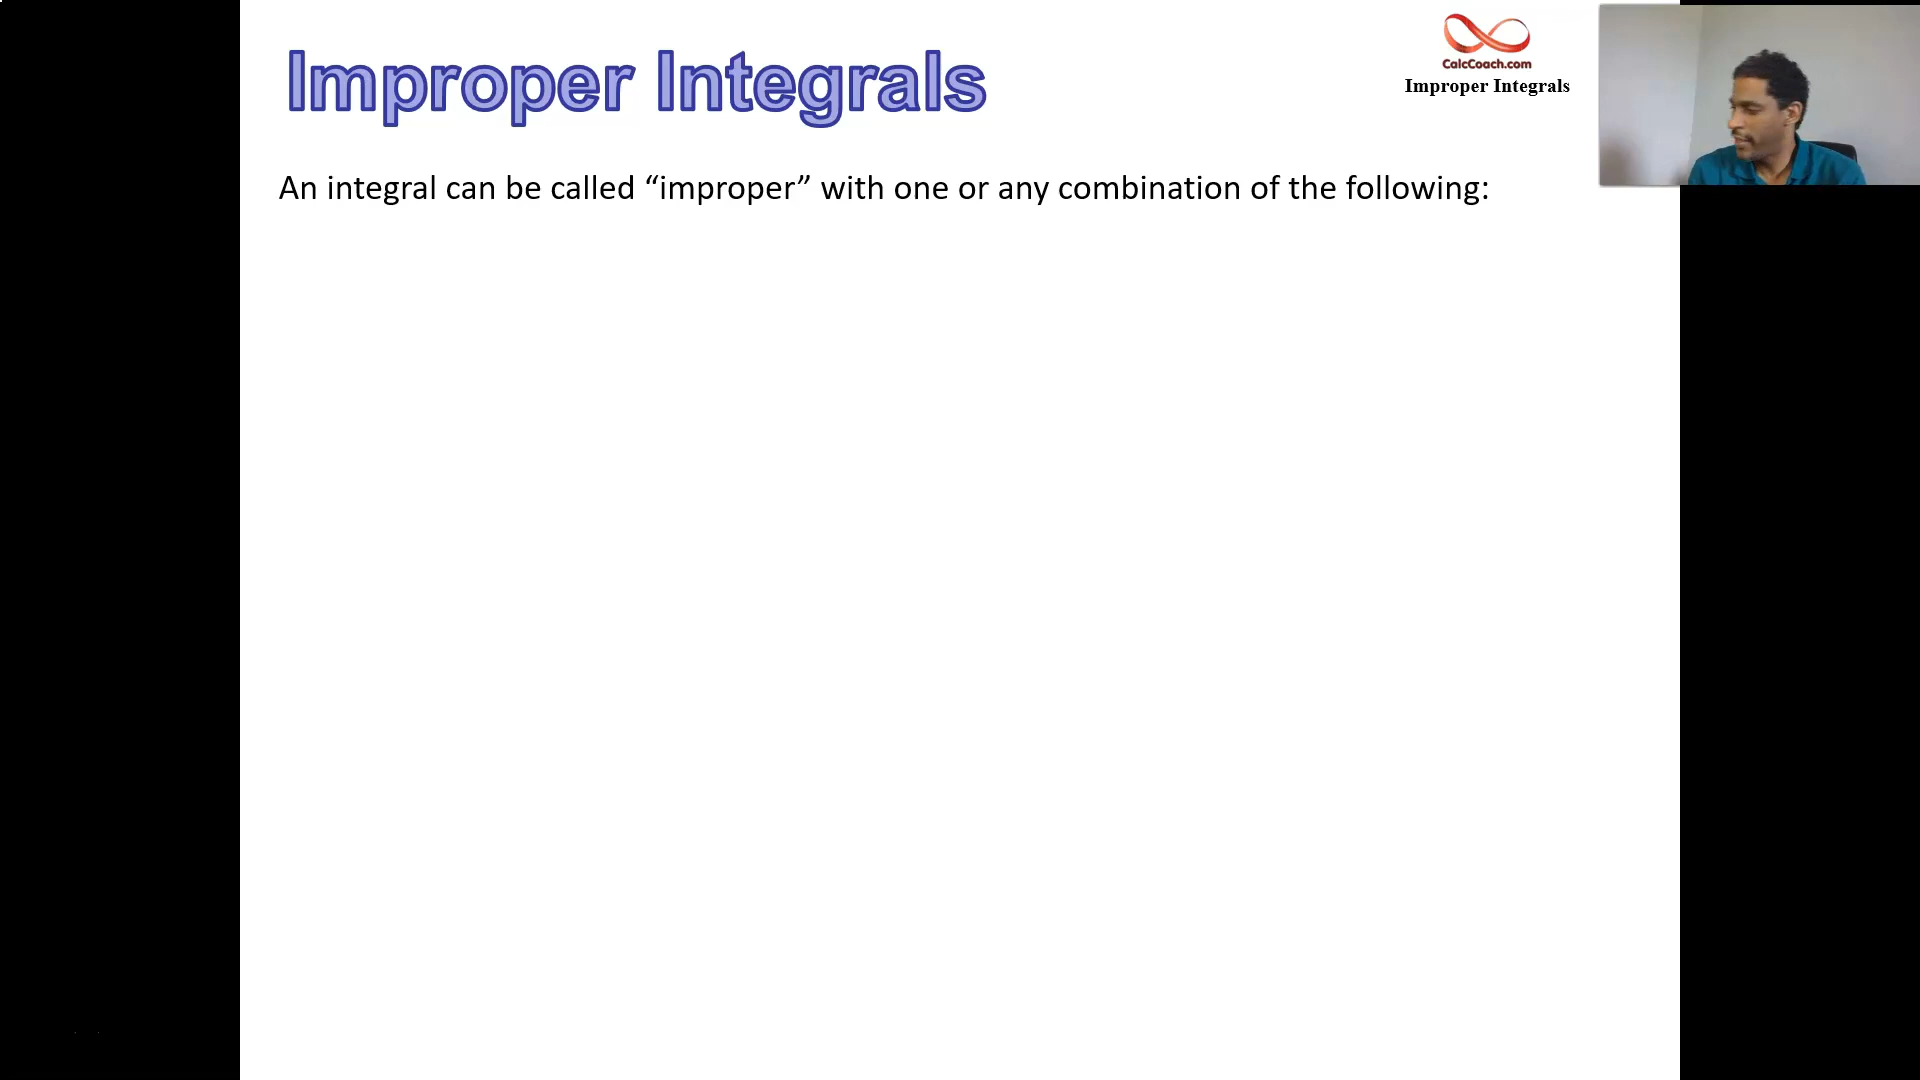 Improper Integrals
CalcCoach.com
Improper Integrals
An integral can be called “improper” with one or any combination of the following: